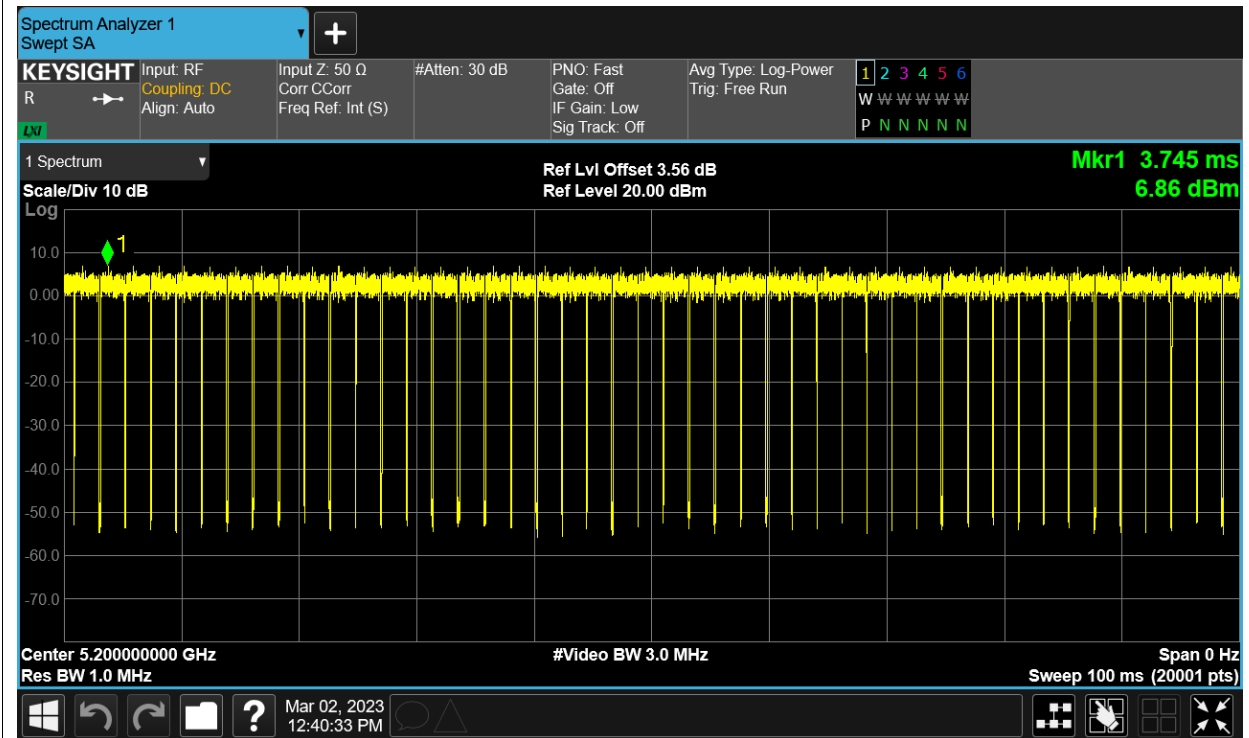 Spectrum Analyzer 1
Swept SA
KEYSIGHT Input: RF Input Z: 50 Ω #Atten: 30 dB PNO: Fast Avg Type: Log-Power 1 2 3 4 5 6
R Coupling: DC Corr CCorr Gate: Off Trig: Free Run W W W W W W
Align: Auto Freq Ref: Int (S) IF Gain: Low
LXI Sig Track: Off P N N N N N
1 Spectrum Ref Lvl Offset 3.56 dB Mkr1 3.745 ms
Scale/Div 10 dB Ref Level 20.00 dBm 6.86 dBm
Log
1
10.0
0.00
-10.0
-20.0
-30.0
-40.0
-50.0
-60.0
-70.0
Center 5.200000000 GHz #Video BW 3.0 MHz Span 0 Hz
Res BW 1.0 MHz Sweep 100 ms (20001 pts)
? Mar 02, 2023
12:40:33 PM